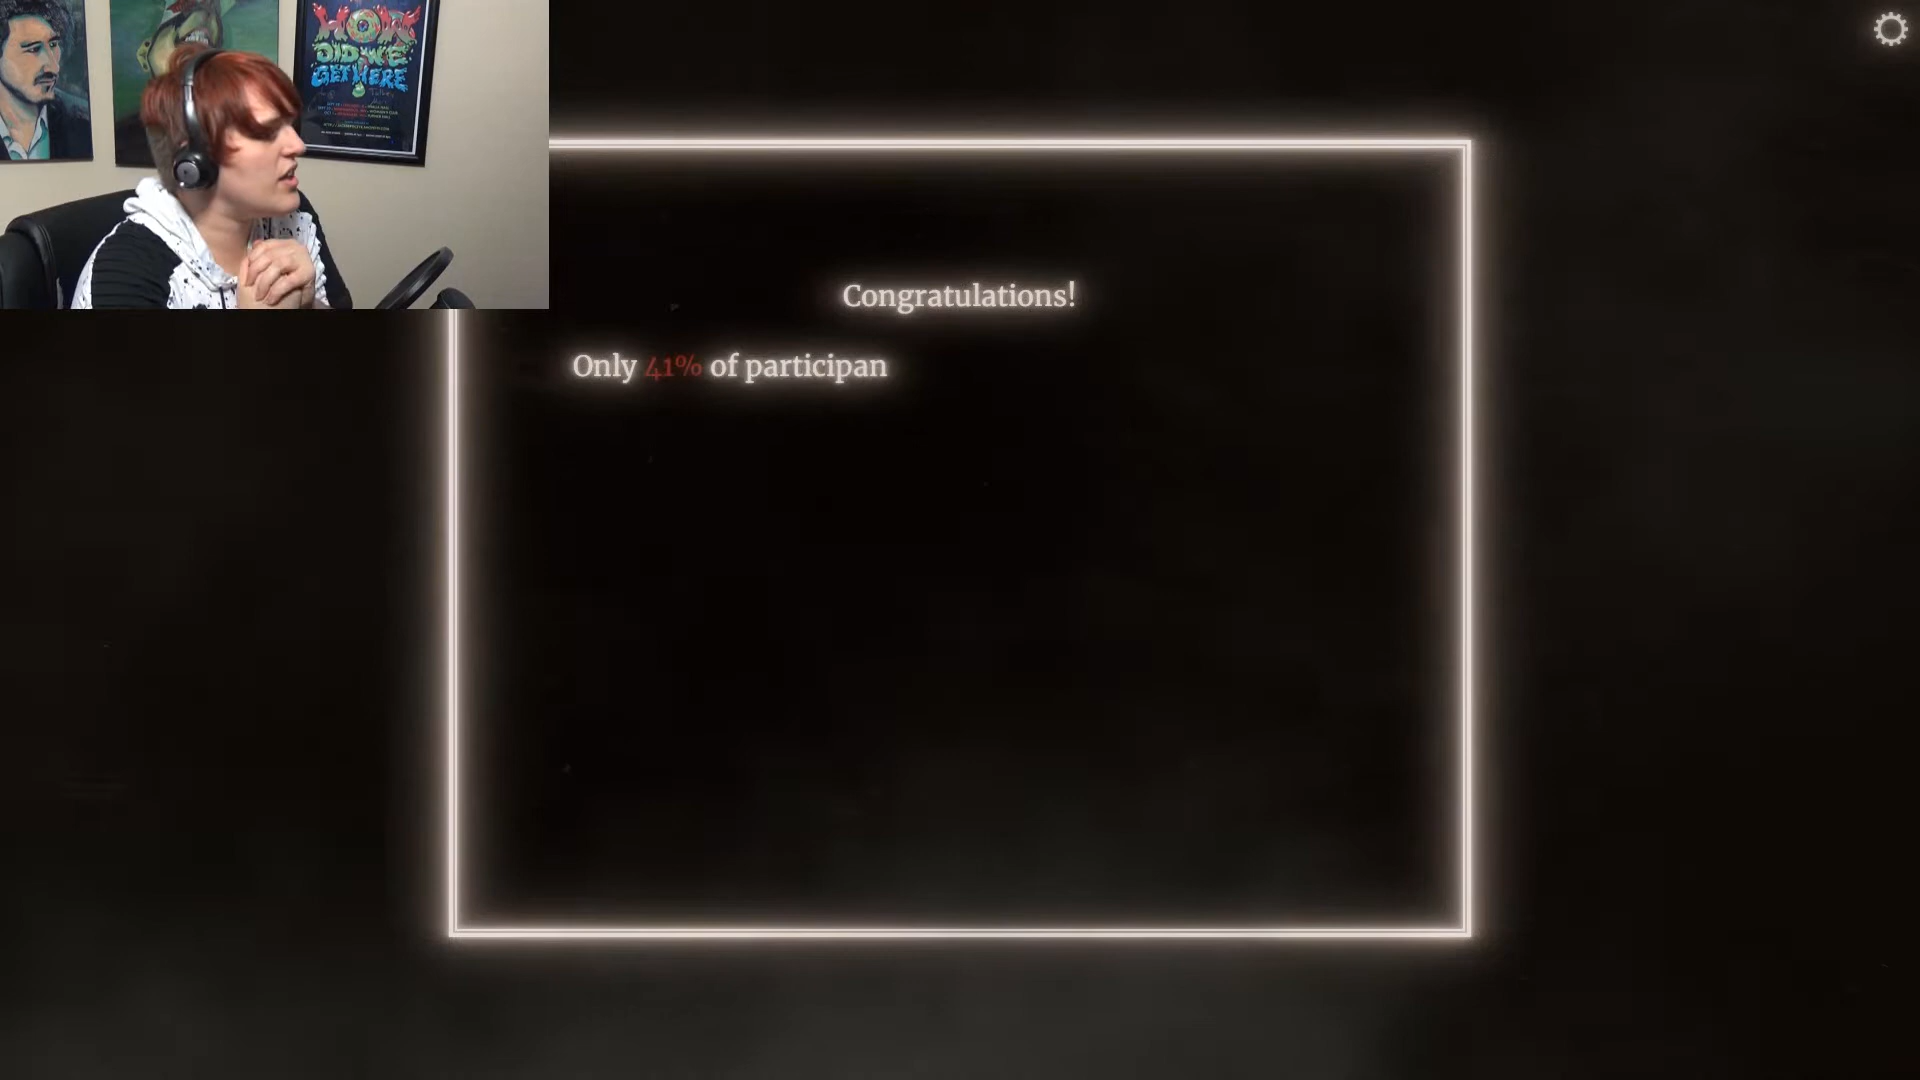 HOW
DID WE
GET HERE
Congratulations!
Only 41% of participan